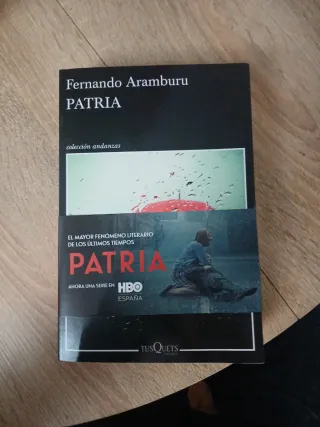 Fernando Aramburu
PATRIA
colección andanzas
EL MAYOR FENÓMENO LITERARIO
DE LOS ÚLTIMOS TIEMPOS
PATRIA
AHORA UNA SERIE EN HBO
ESPAÑA
TUSQUETS